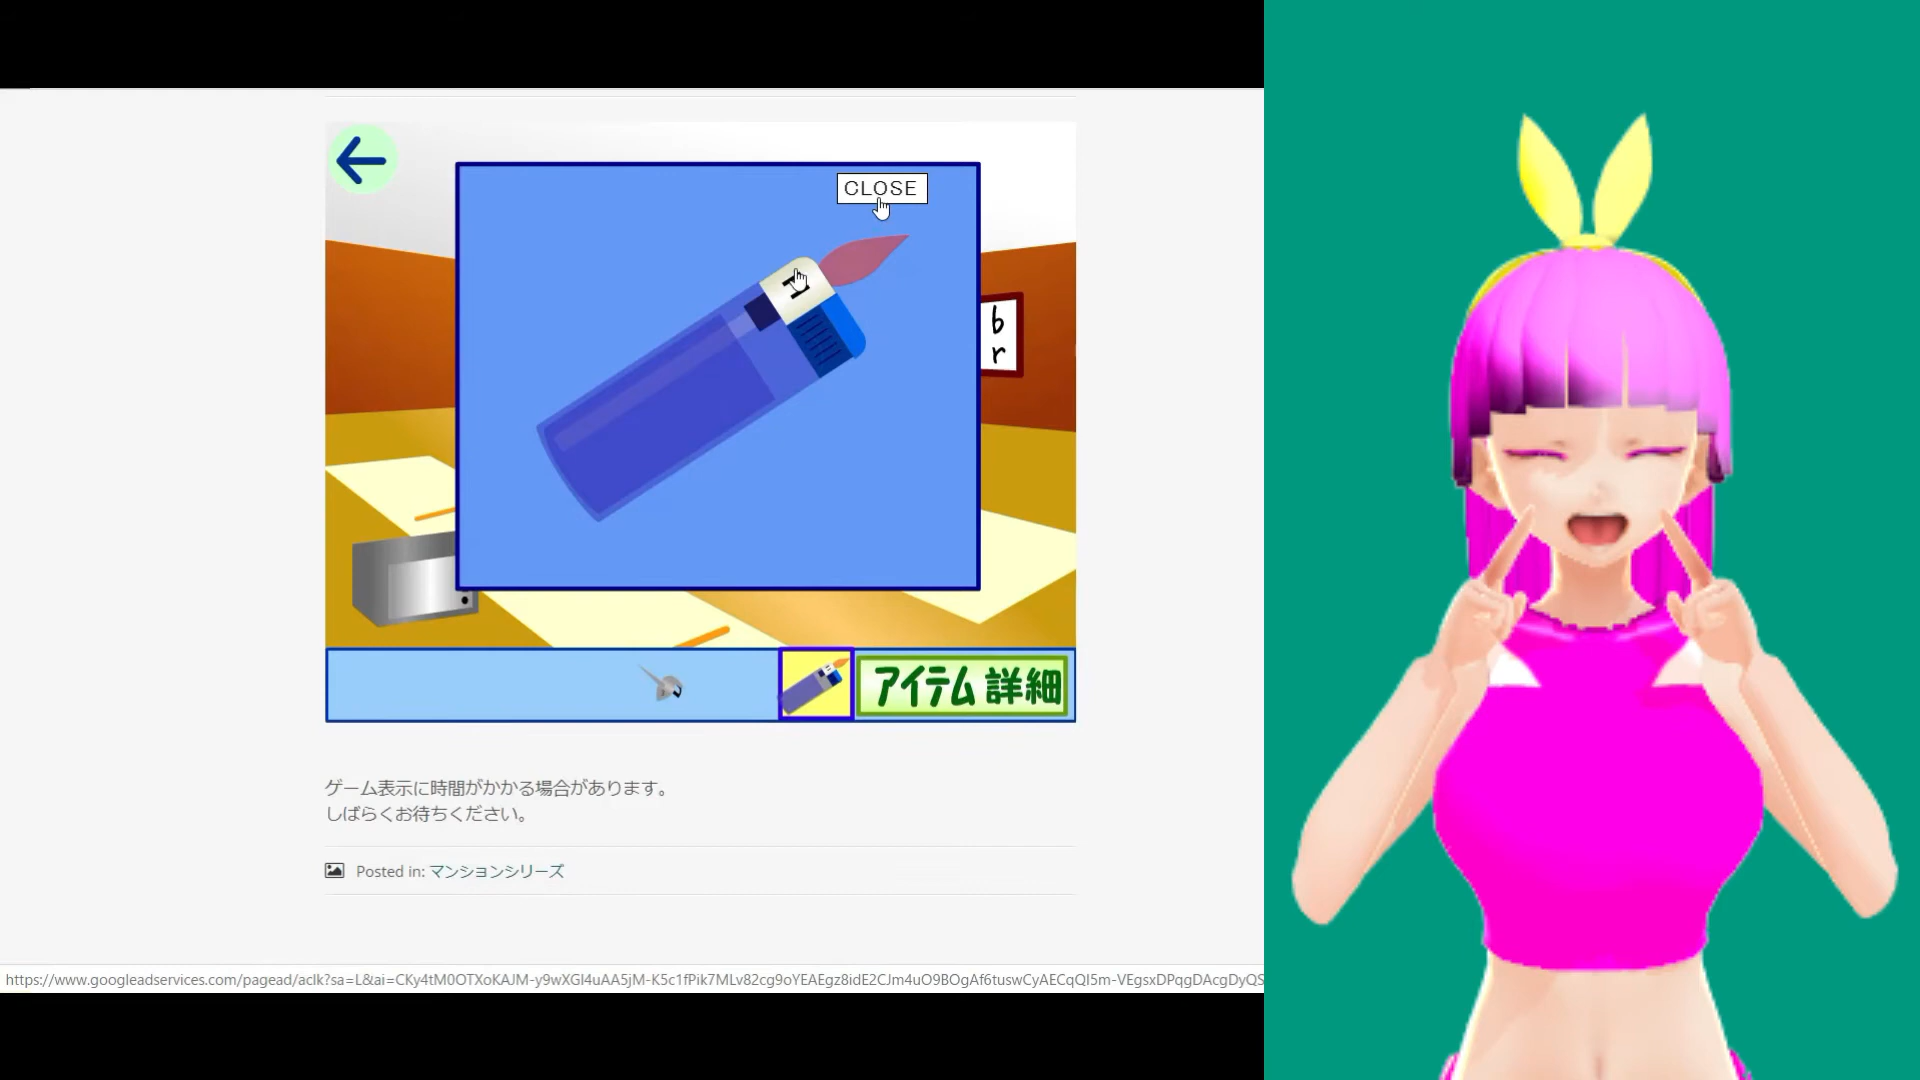 CLOSE
H
b
r
アイテム 詳細
ゲーム表示に時間がかかる場合があります。
しばらくお待ちください。
Posted in: マンションシリーズ
https://www.googleadservices.com/pagead/aclk?sa=L&ai=CKy4tM0OTXoKAJM-y9wXGl4uAA5jM-K5c1fPik7MLv82cg9oYEAEgz8idE2CJm4uO9BOgAf6tuswCyAECqQI5m-VEgsxDPqgDAcgDyQS